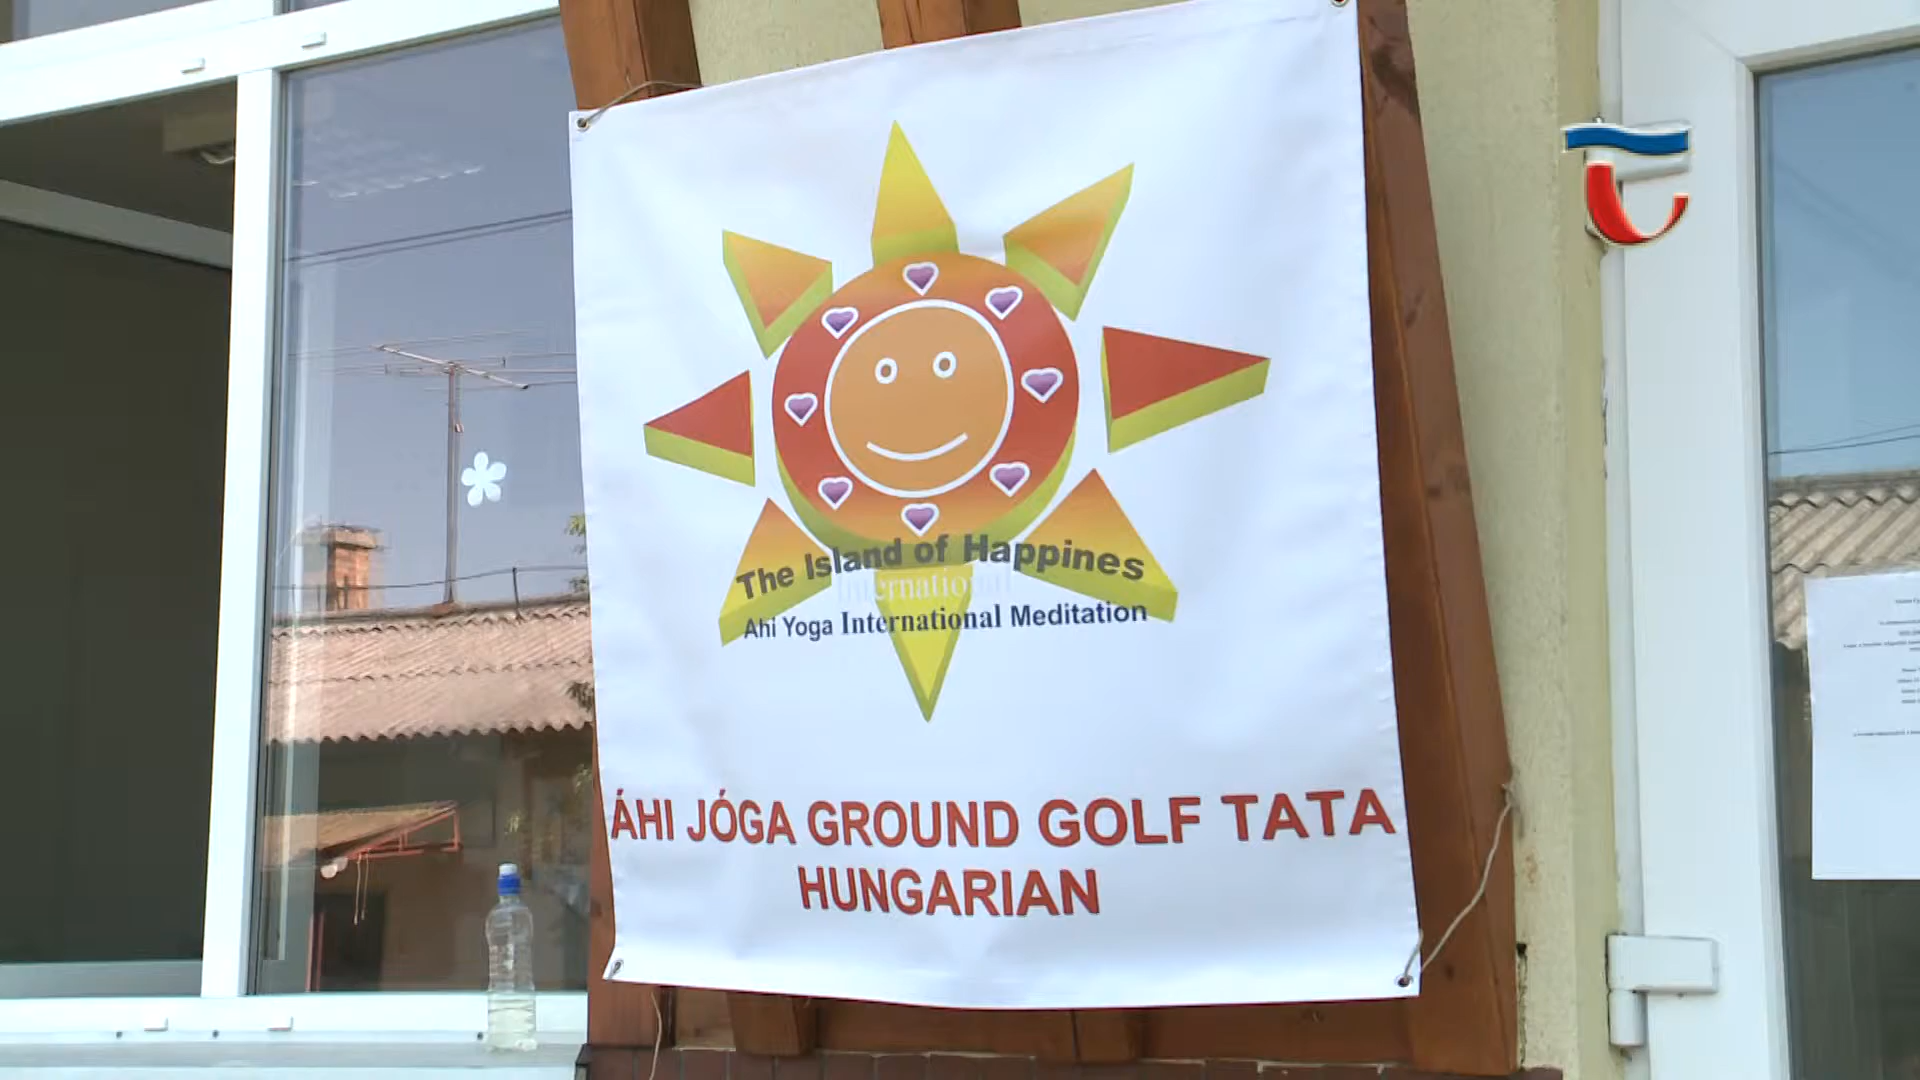 The Island of Happines
International
Ahi Yoga International Meditation
ÁHI JÓGA GROUND GOLF TATA
HUNGARIAN